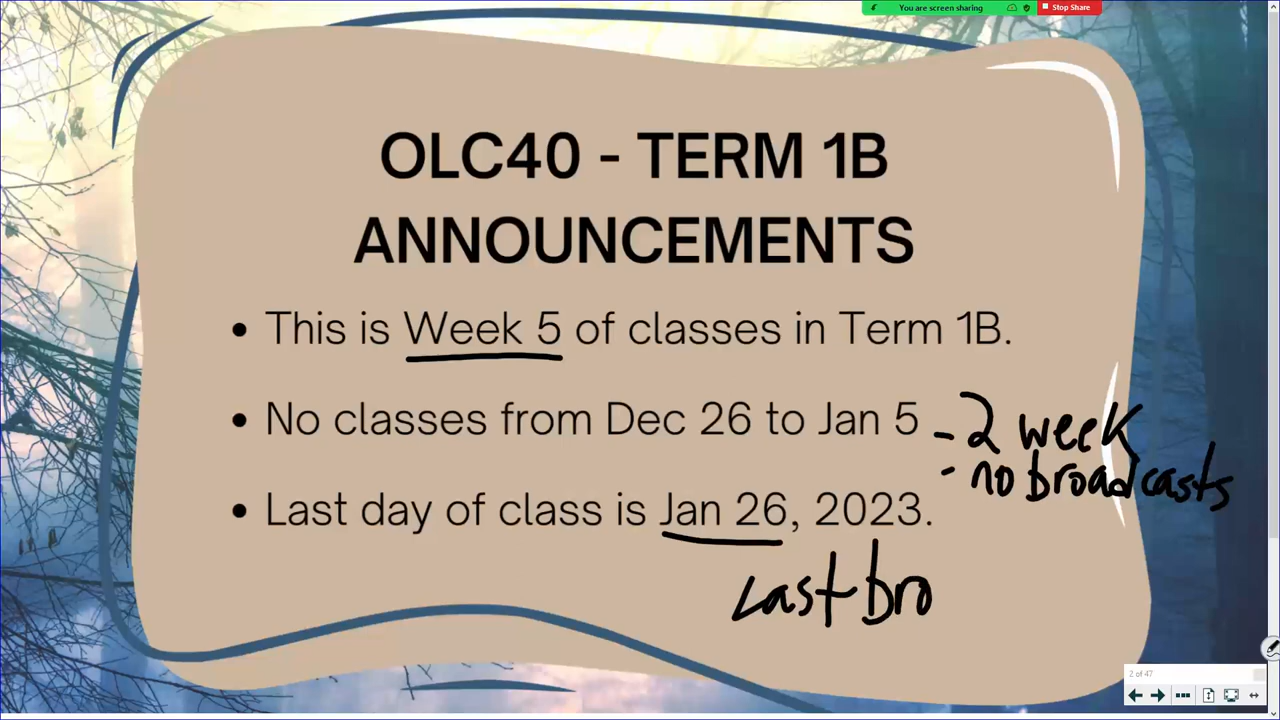 You are screen sharing
Stop Share
OLC40 - TERM 1B
ANNOUNCEMENTS
• This is Week 5 of classes in Term 1B.
• No classes from Dec 26 to Jan 5
- 2 week
- no broadcasts
• Last day of class is Jan 26, 2023.
Last bro
2 of 47